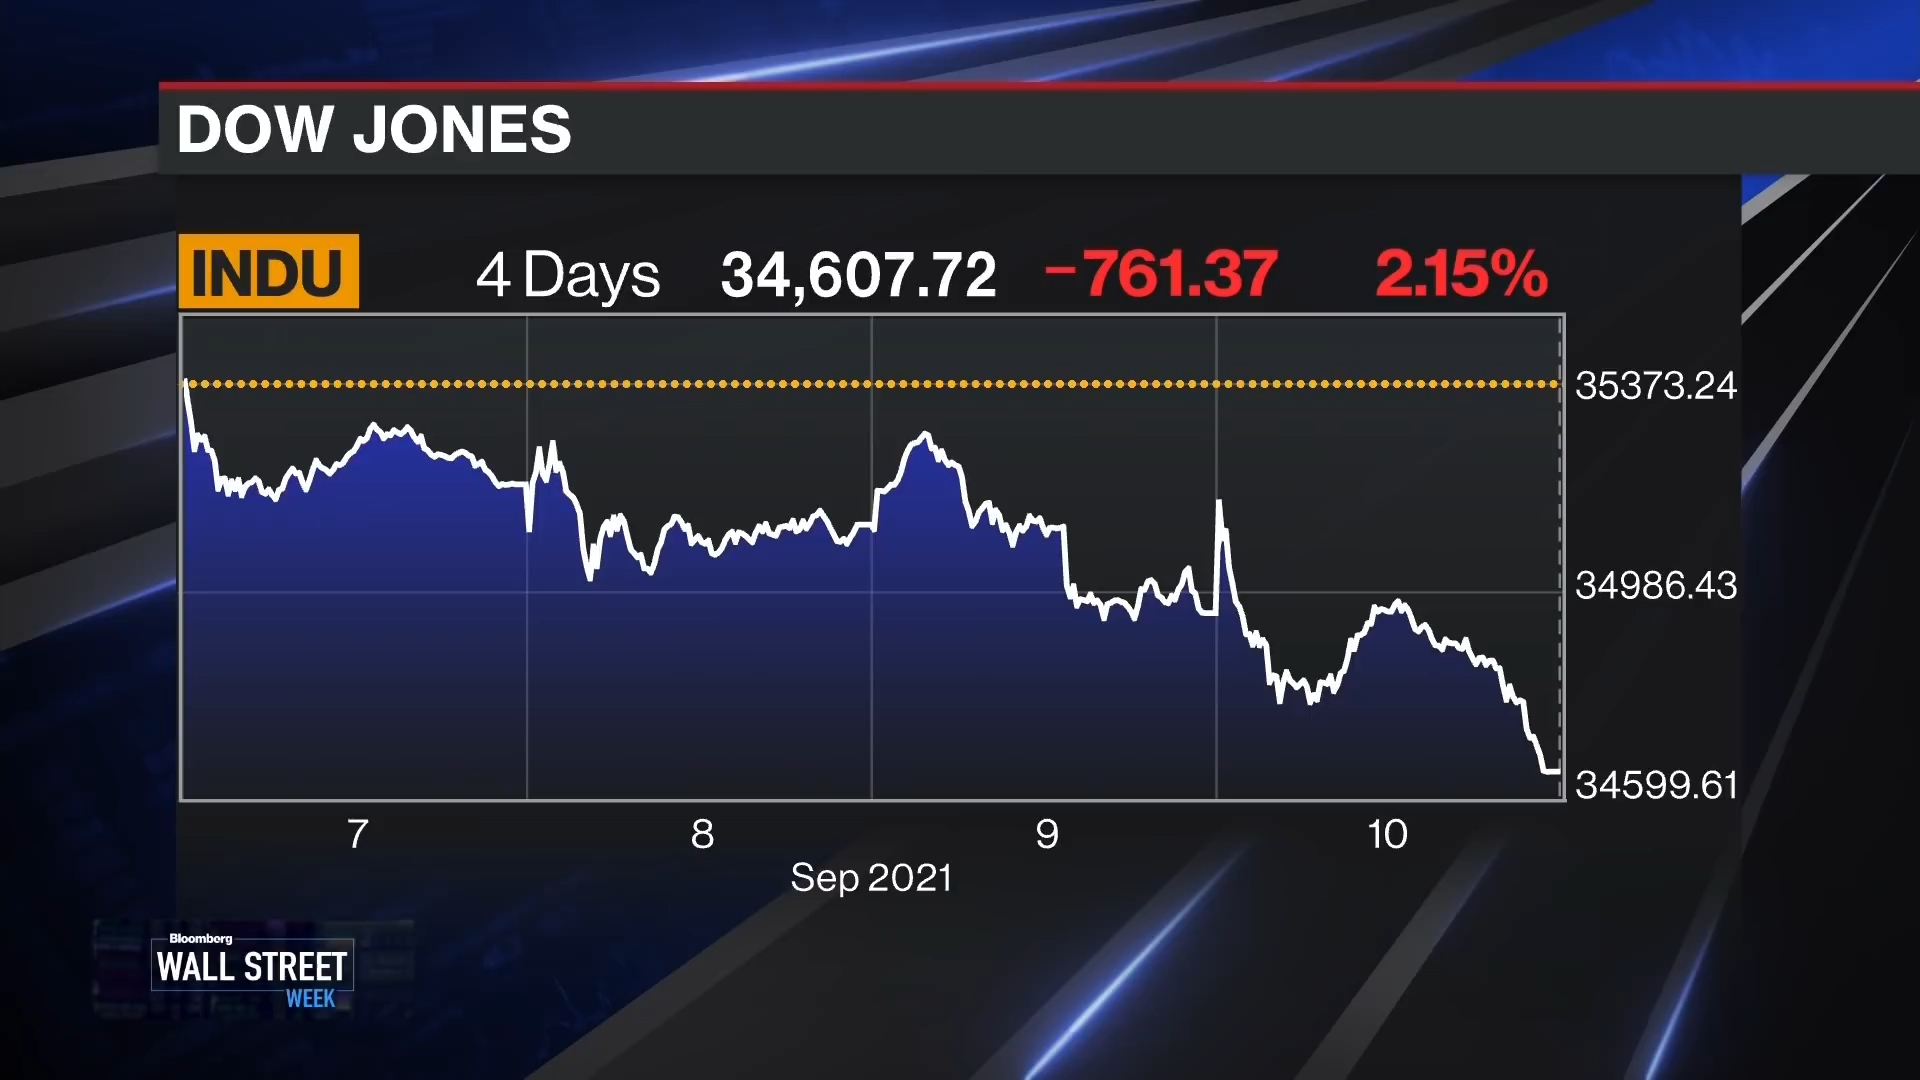 DOW JONES
INDU 4 Days 34,607.72 -761.37 2.15%
35373.24
34986.43
34599.61
7 8 9 10
Sep 2021
Bloomberg
WALL STREET
WEEK